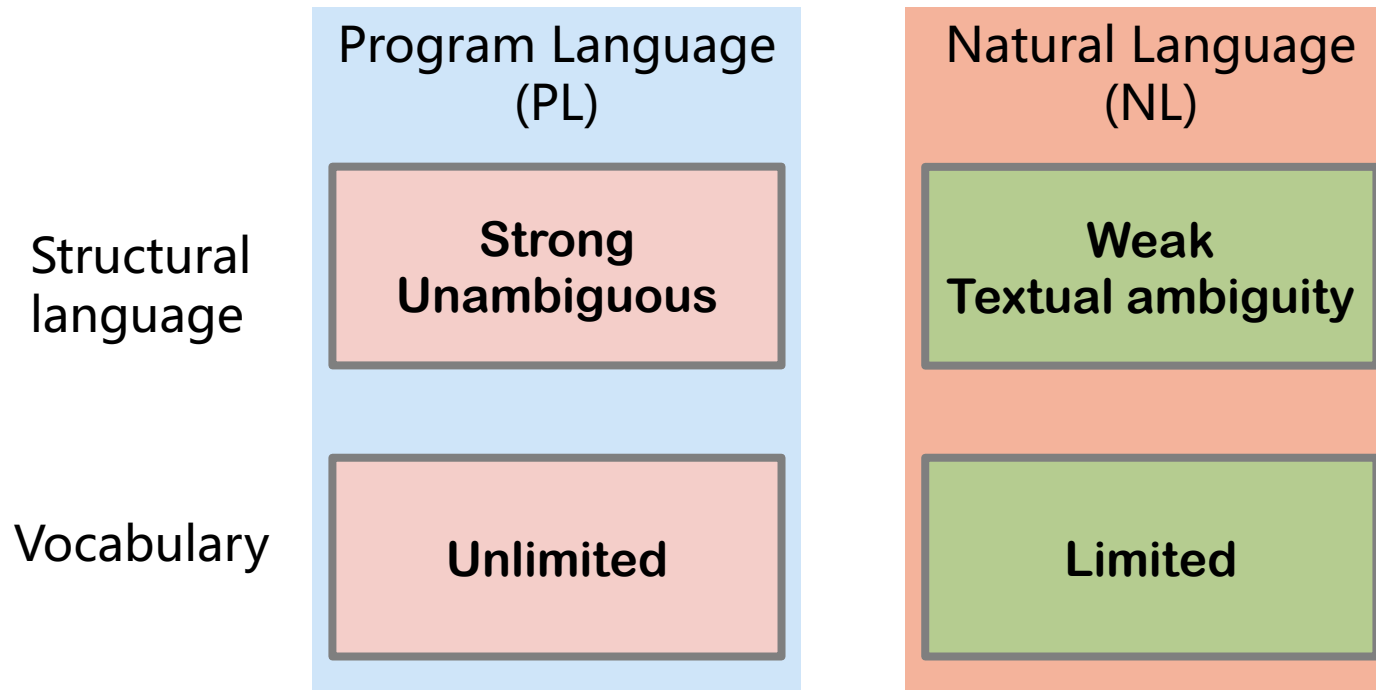 Program Language
(PL)
Natural Language
(NL)
Structural
language
Strong
Unambiguous
Weak
Textual ambiguity
Vocabulary
Unlimited
Limited